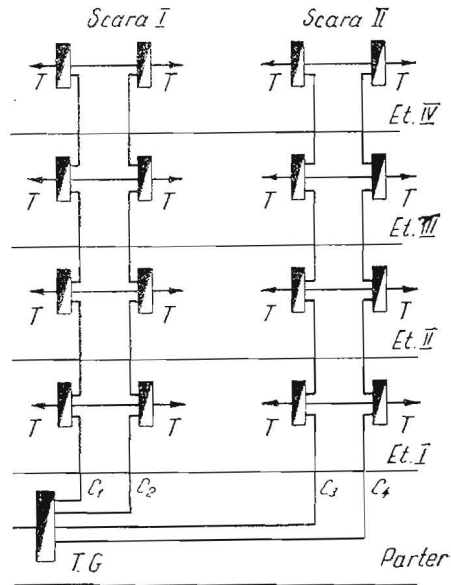 Scara I Scara II
T T T T
Et. IV
T T T T
Et. III
T T T T
Et. II
T T T T
Et. I
C1 C2 C3 C4
T.G Parter